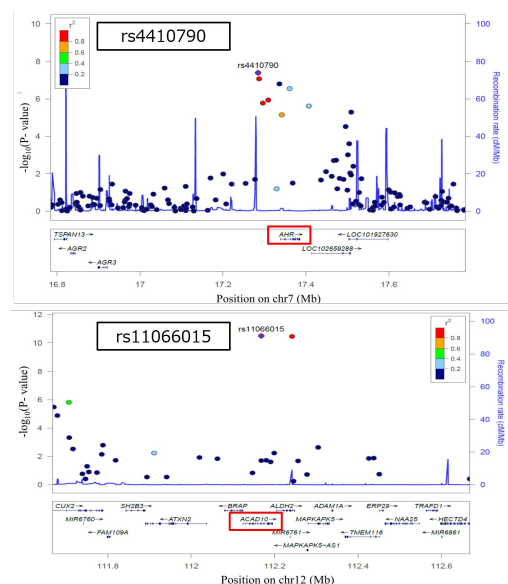 rs4410790
rs4410790
r²
0.8
0.6
0.4
0.2
10
8
6
4
2
0
100
80
60
40
20
0
-log₁₀(P- value)
Recombination rate (cM/Mb)
TSPAN13→
AHR→
←LOC101927630
←AGR2
LOC102659288→
←AGR3
16.8 17 17.2 17.4 17.6
Position on chr7 (Mb)
rs11066015
rs11066015
r²
0.8
0.6
0.4
0.2
12
10
8
6
4
2
0
100
80
60
40
20
0
-log₁₀(P- value)
Recombination rate (cM/Mb)
CUX2→ SH2B3→ ←BRAP ALDH2→ ADAM1A→ ERP29→ TRAFD1→
MIR6760→ ←ATXN2 ACAD10→ MAPKAPK5→ ←NAA25 ←HECTD4
←FAM109A MIR6761→ ←TMEM116 MIR6861→
←MAPKAPK5-AS1
111.8 112 112.2 112.4 112.6
Position on chr12 (Mb)